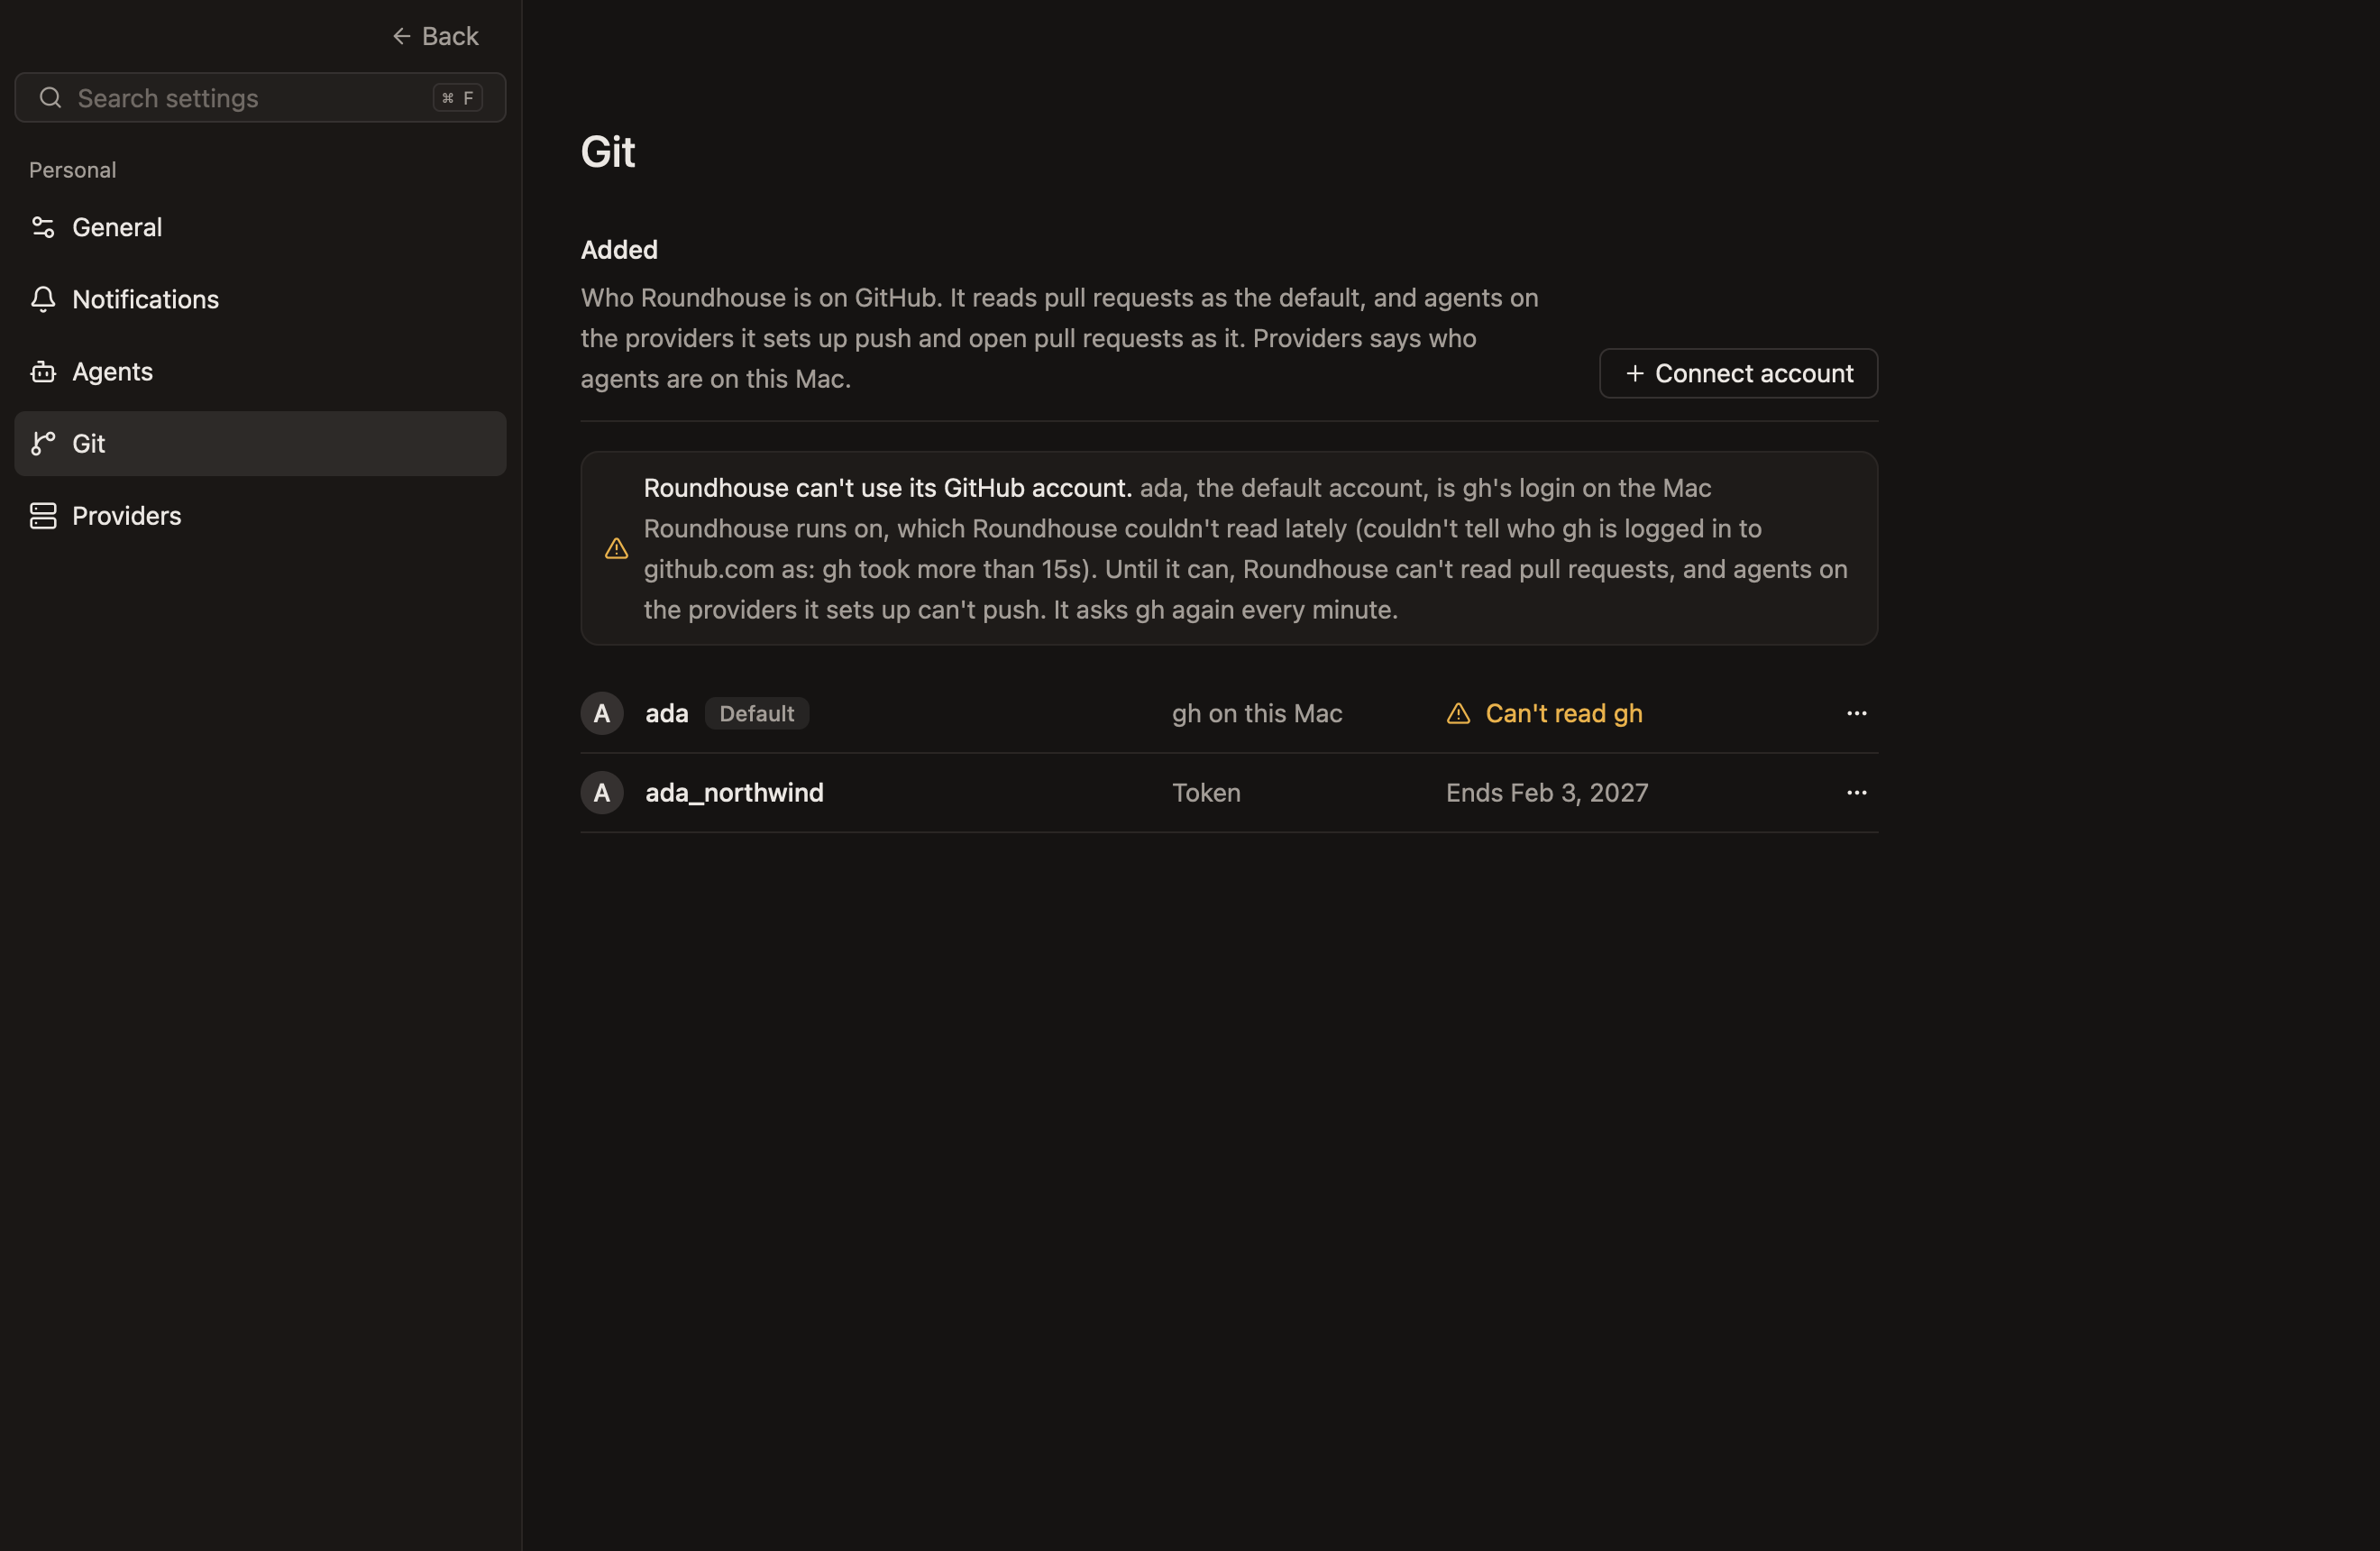 ← Back
Search settings ⌘ F
Personal
General
Notifications
Agents
Git
Providers
Git
Added
Who Roundhouse is on GitHub. It reads pull requests as the default, and agents on
the providers it sets up push and open pull requests as it. Providers says who
agents are on this Mac.
+ Connect account
Roundhouse can't use its GitHub account. ada, the default account, is gh's login on the Mac
Roundhouse runs on, which Roundhouse couldn't read lately (couldn't tell who gh is logged in to
github.com as: gh took more than 15s). Until it can, Roundhouse can't read pull requests, and agents on
the providers it sets up can't push. It asks gh again every minute.
A ada Default gh on this Mac Can't read gh ···
A ada_northwind Token Ends Feb 3, 2027 ···